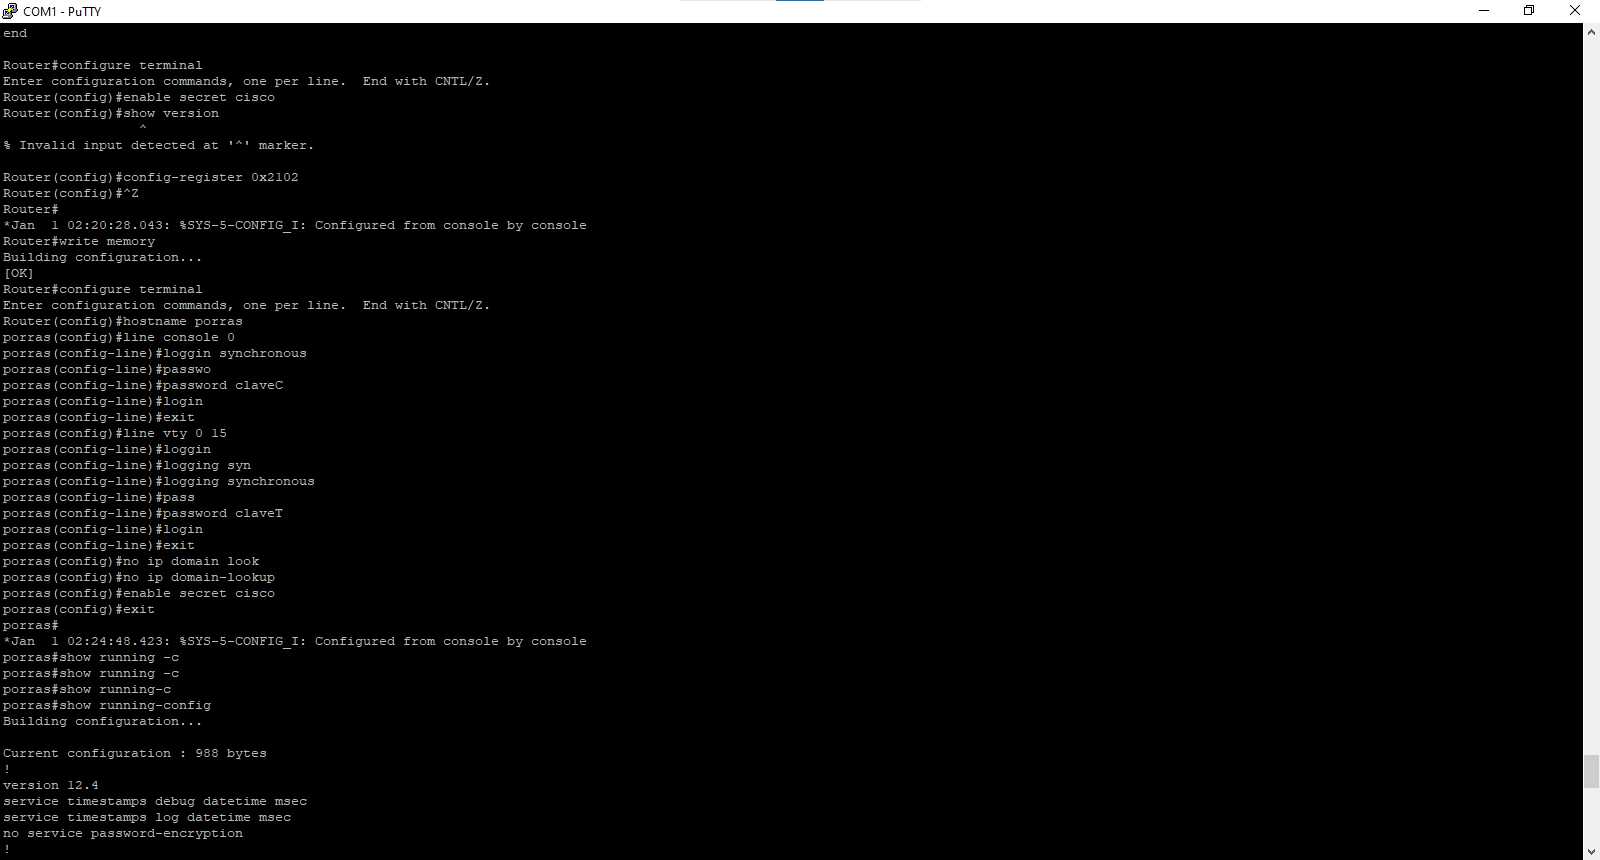 COM1 - PuTTY
end
Router#configure terminal
Enter configuration commands, one per line.  End with CNTL/Z.
Router(config)#enable secret cisco
Router(config)#show version
^
% Invalid input detected at '^' marker.
Router(config)#config-register 0x2102
Router(config)#^Z
Router#
*Jan  1 02:20:28.043: %SYS-5-CONFIG_I: Configured from console by console
Router#write memory
Building configuration...
[OK]
Router#configure terminal
Enter configuration commands, one per line.  End with CNTL/Z.
Router(config)#hostname porras
porras(config)#line console 0
porras(config-line)#loggin synchronous
porras(config-line)#passwo
porras(config-line)#password claveC
porras(config-line)#login
porras(config-line)#exit
porras(config)#line vty 0 15
porras(config-line)#loggin
porras(config-line)#logging syn
porras(config-line)#logging synchronous
porras(config-line)#pass
porras(config-line)#password claveT
porras(config-line)#login
porras(config-line)#exit
porras(config)#no ip domain look
porras(config)#no ip domain-lookup
porras(config)#enable secret cisco
porras(config)#exit
porras#
*Jan  1 02:24:48.423: %SYS-5-CONFIG_I: Configured from console by console
porras#show running -c
porras#show running -c
porras#show running-c
porras#show running-config
Building configuration...
Current configuration : 988 bytes
!
version 12.4
service timestamps debug datetime msec
service timestamps log datetime msec
no service password-encryption
!